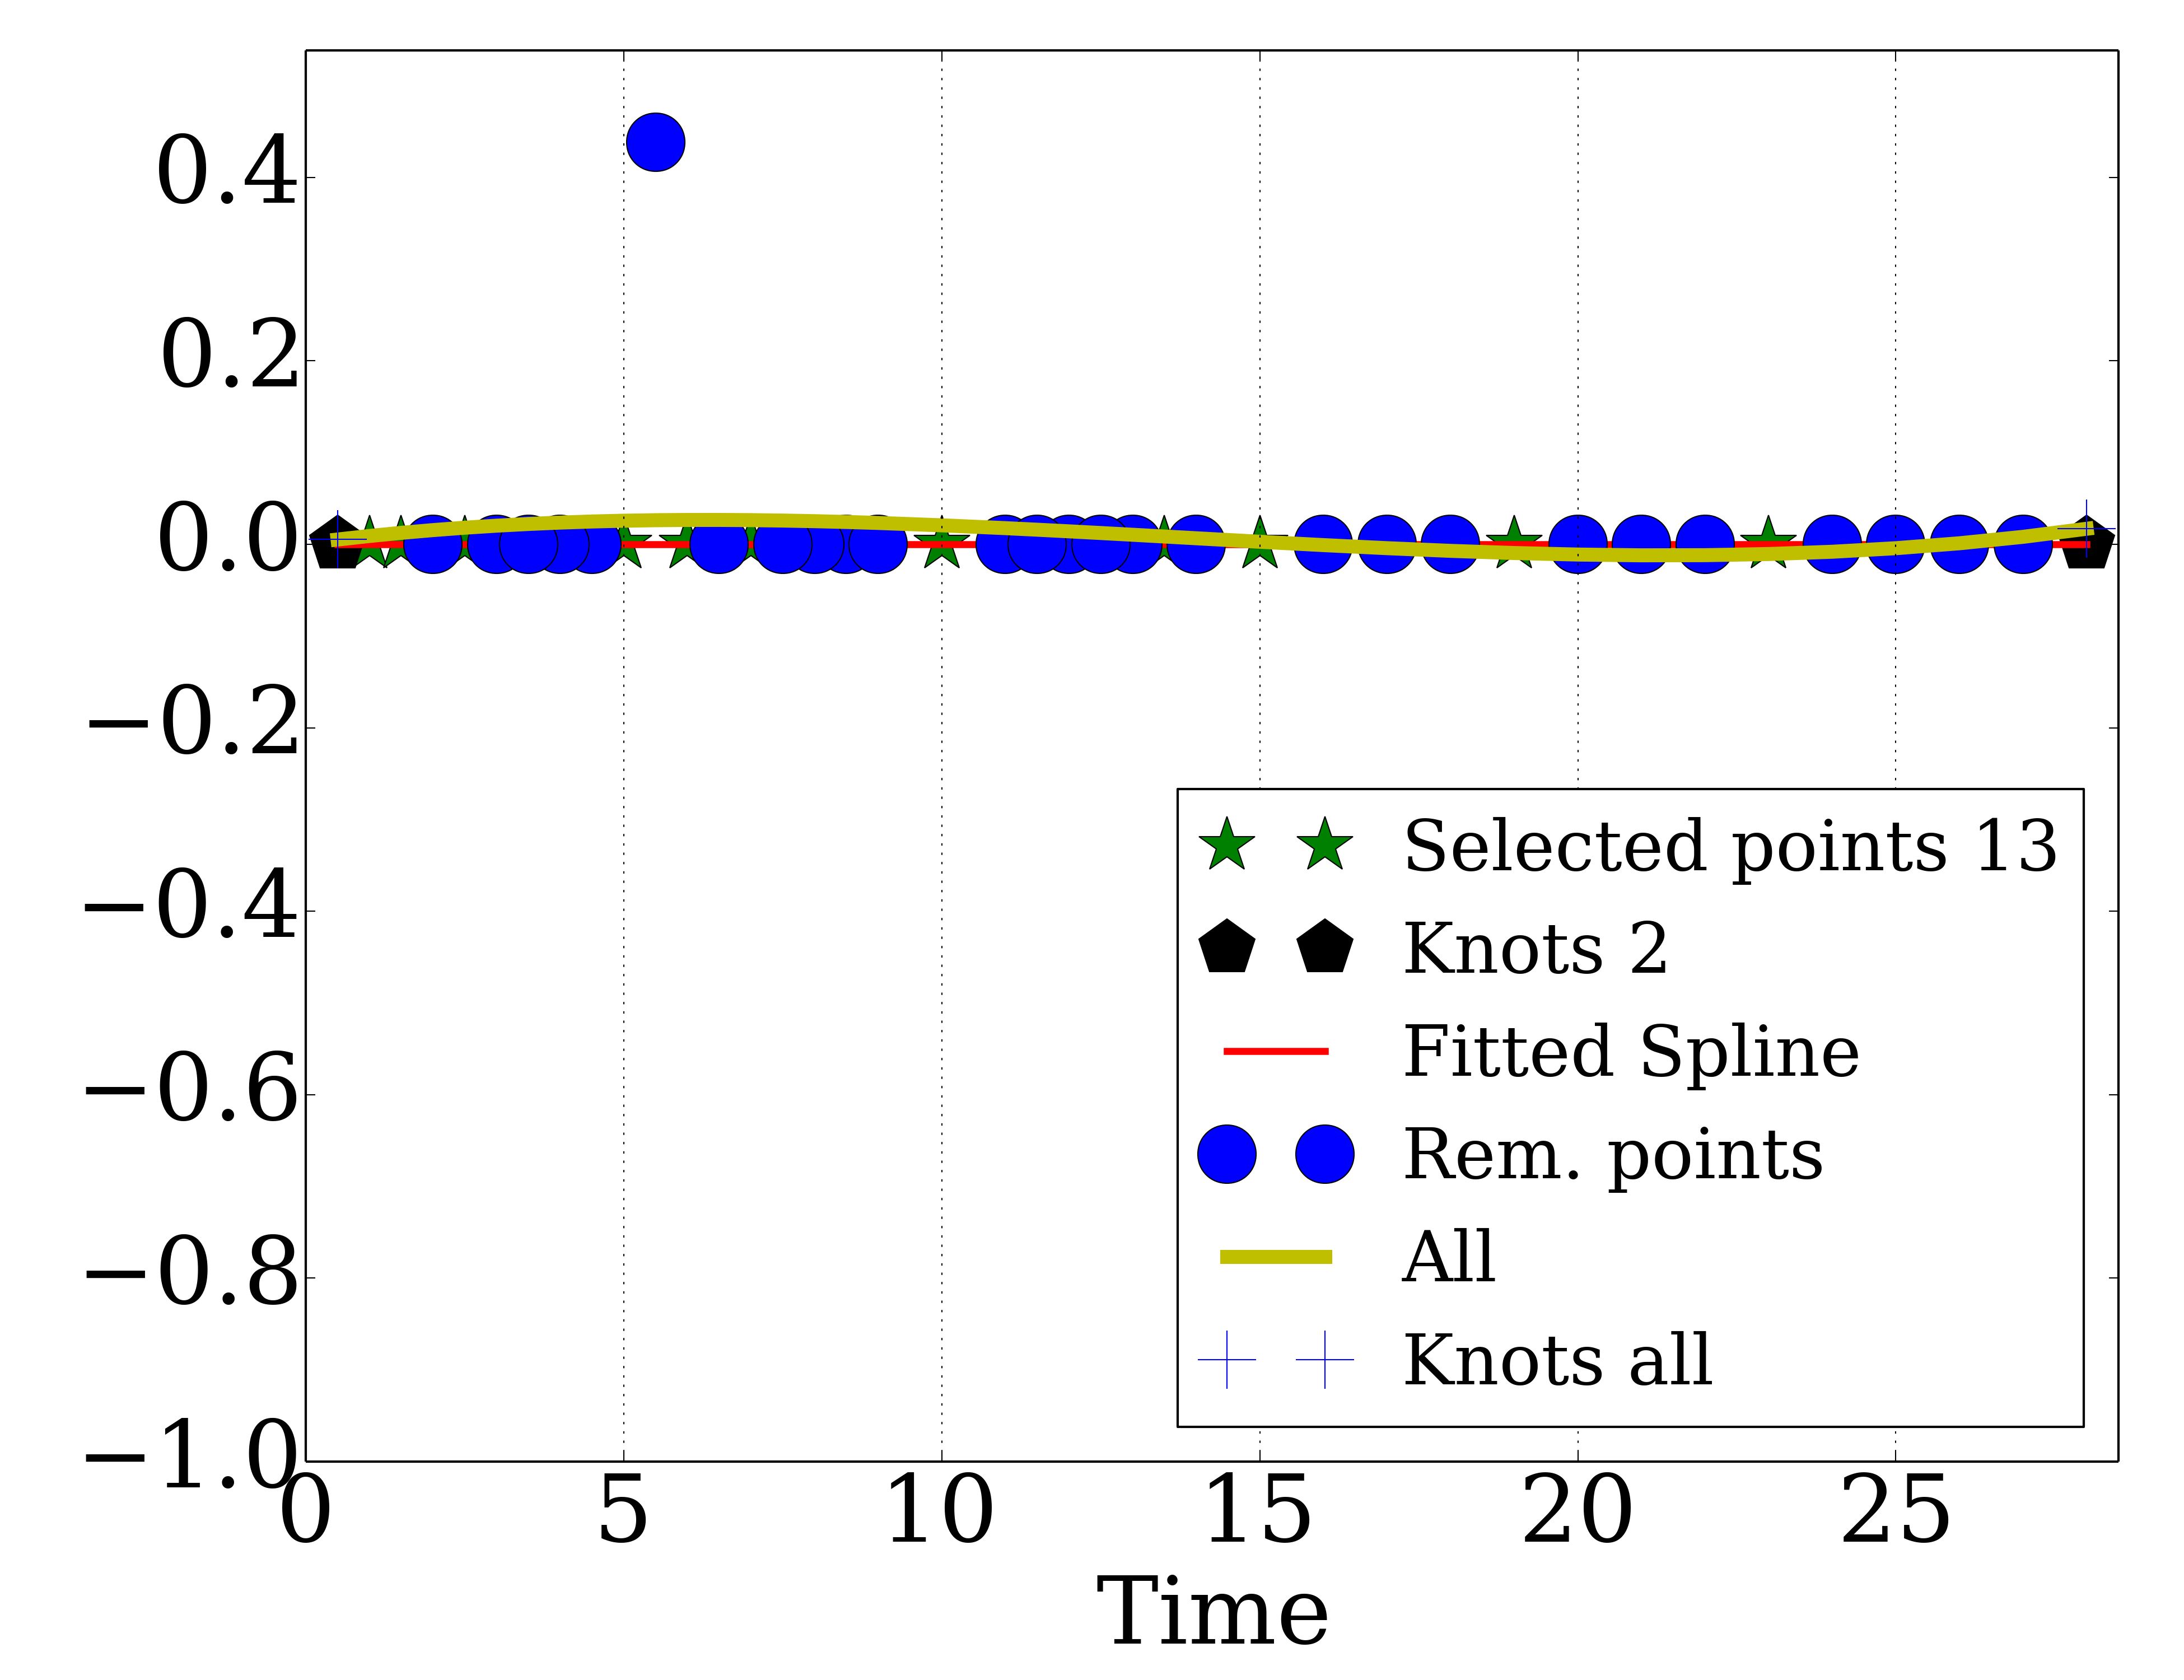 0.4
0.2
0.0
−0.2
−0.4
−0.6
−0.8
−1.0
0 5 10 15 20 25
Time
Selected points 13
Knots 2
Fitted Spline
Rem. points
All
Knots all